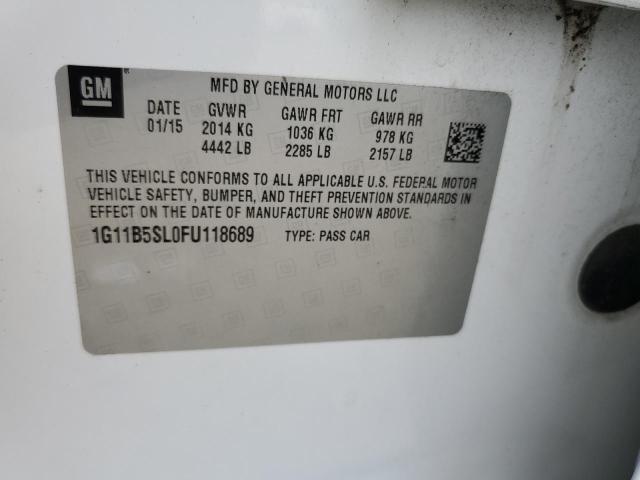 GM
MFD BY GENERAL MOTORS LLC
DATE GVWR GAWR FRT GAWR RR
01/15 2014 KG 1036 KG 978 KG
4442 LB 2285 LB 2157 LB
THIS VEHICLE CONFORMS TO ALL APPLICABLE U.S. FEDERAL MOTOR
VEHICLE SAFETY, BUMPER, AND THEFT PREVENTION STANDARDS IN
EFFECT ON THE DATE OF MANUFACTURE SHOWN ABOVE.
1G11B5SL0FU118689 TYPE: PASS CAR